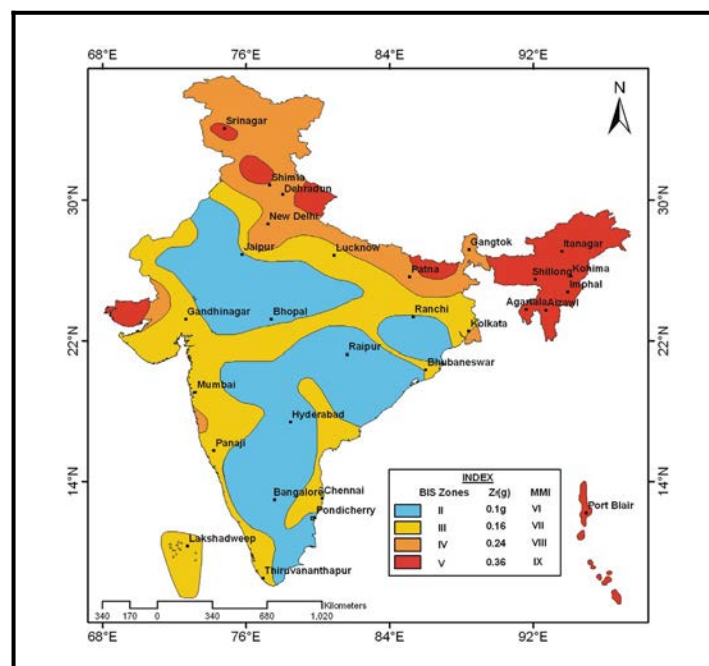 68°E 76°E 84°E 92°E
N
Srinagar
Shimla
Dehradun
30°N 30°N
New Delhi
Jaipur
Lucknow
Gangtok
Itanagar
Patna
Shillong
Kohima
Imphal
Agartala
Aizawl
Gandhinagar
Bhopal
Ranchi
Kolkata
22°N 22°N
Raipur
Bhubaneswar
Mumbai
Hyderabad
Panaji
14°N 14°N
INDEX
BIS Zones Zf(g) MMI
II 0.1g VI
III 0.16 VII
IV 0.24 VIII
V 0.36 IX
Bangalore
Chennai
Pondicherry
Port Blair
Lakshadweep
Thiruvananthapur
Kilometers
340 170 0 340 680 1,020
68°E 76°E 84°E 92°E